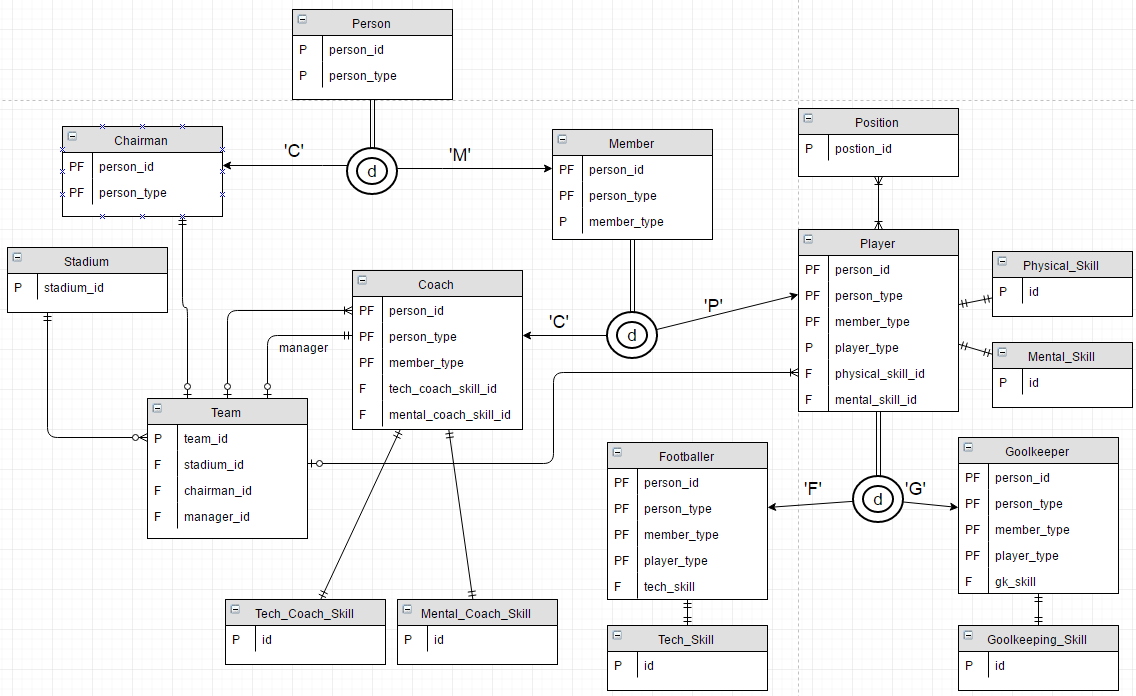 Person
P person_id
P person_type
Chairman
PF person_id
PF person_type
'C'
d
'M'
Member
PF person_id
PF person_type
P member_type
Position
P postion_id
Stadium
P stadium_id
Coach
PF person_id
PF person_type
PF member_type
F tech_coach_skill_id
F mental_coach_skill_id
manager
'C'
d
'P'
Player
PF person_id
PF person_type
PF member_type
P player_type
F physical_skill_id
F mental_skill_id
Physical_Skill
P id
Mental_Skill
P id
Team
P team_id
F stadium_id
F chairman_id
F manager_id
Footballer
PF person_id
PF person_type
PF member_type
PF player_type
F tech_skill
'F'
d
'G'
Goolkeeper
PF person_id
PF person_type
PF member_type
PF player_type
F gk_skill
Tech_Coach_Skill
P id
Mental_Coach_Skill
P id
Tech_Skill
P id
Goolkeeping_Skill
P id